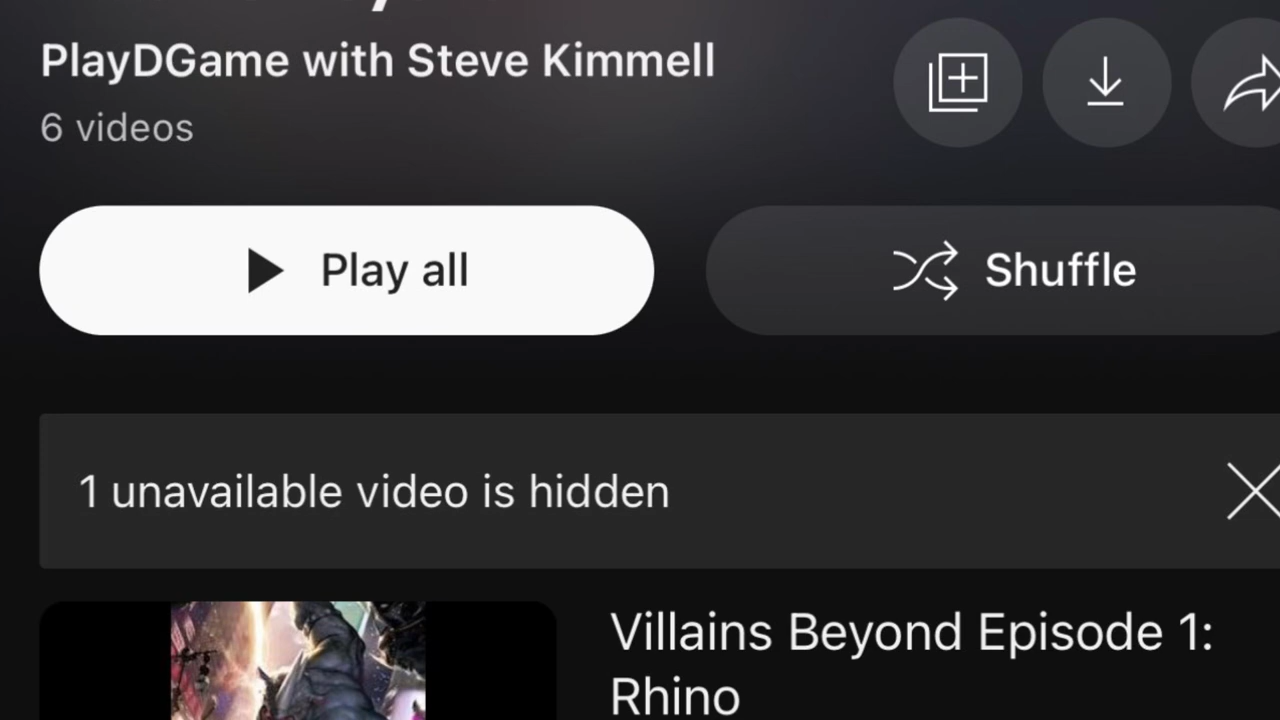 PlayDGame with Steve Kimmell
6 videos
Play all
Shuffle
1 unavailable video is hidden
Villains Beyond Episode 1:
Rhino